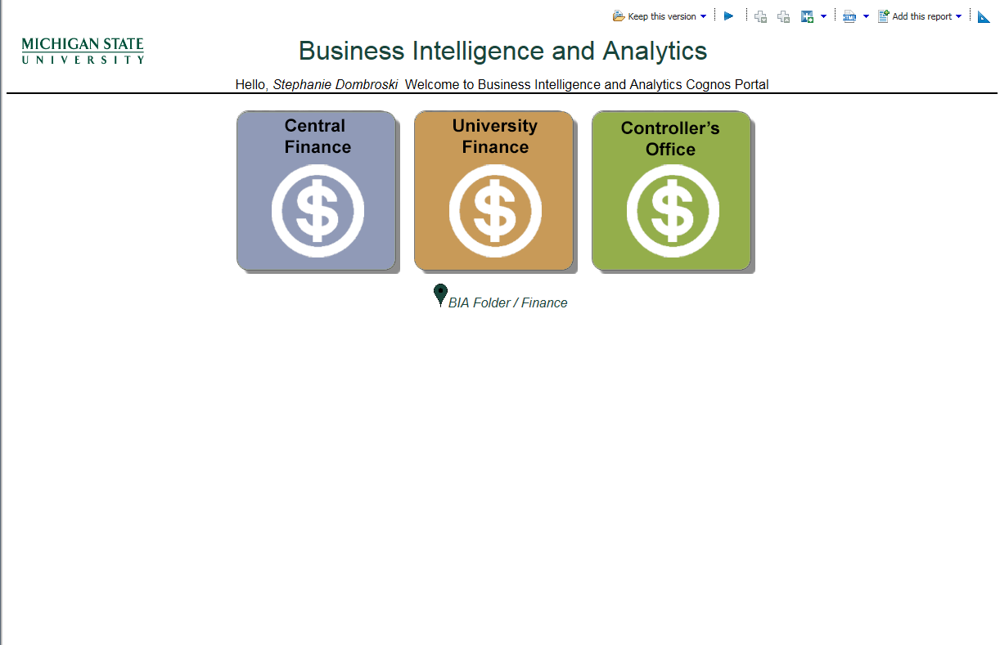 Keep this version
HTML
Add this report
MICHIGAN STATE
UNIVERSITY
Business Intelligence and Analytics
Hello, Stephanie Dombroski Welcome to Business Intelligence and Analytics Cognos Portal
Central
Finance
$
University
Finance
$
Controller’s
Office
$
BIA Folder / Finance